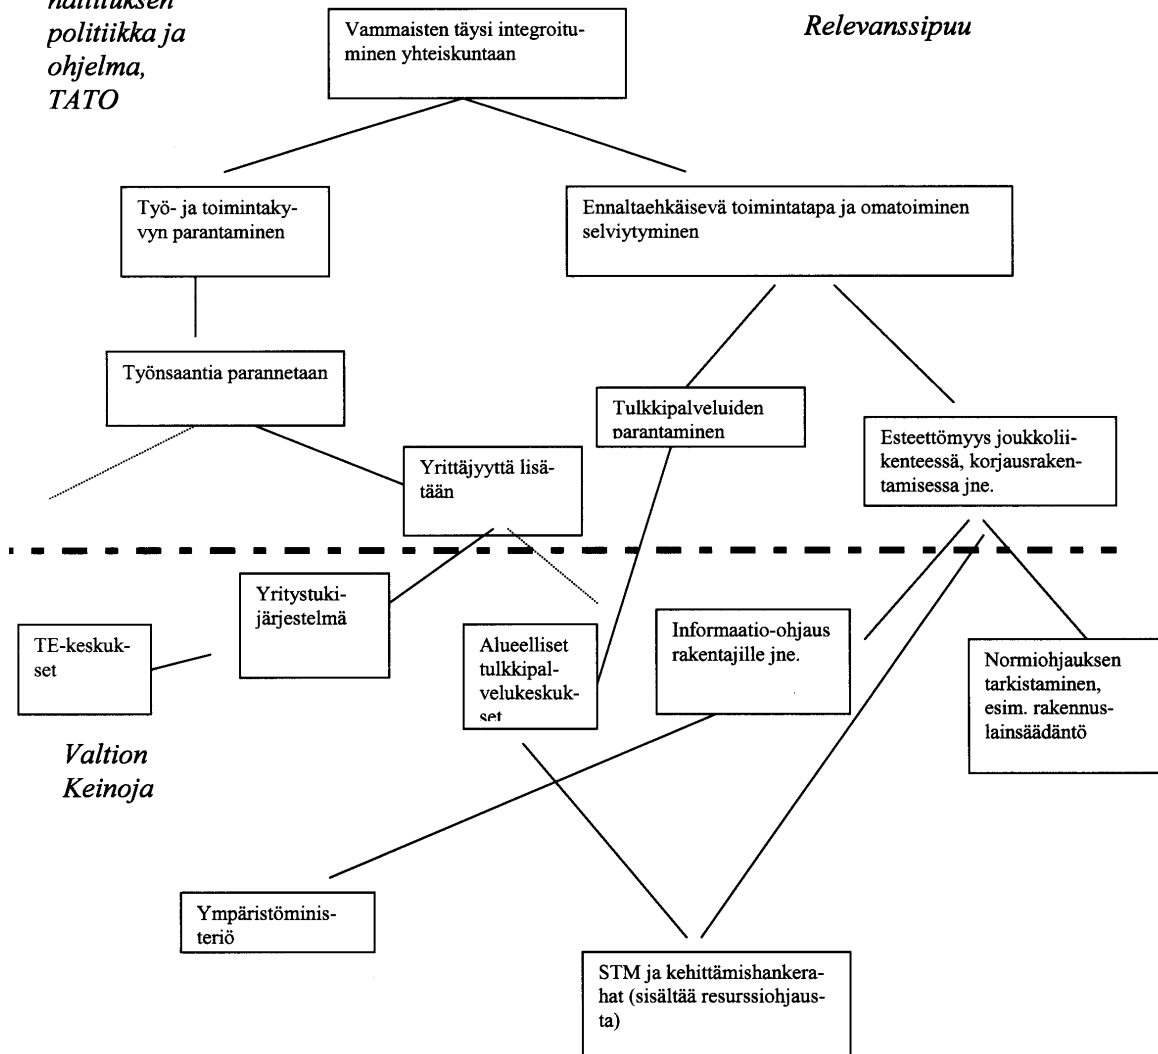 hallituksen
politiikka ja
ohjelma,
TATO
Vammaisten täysi integroitu-
minen yhteiskuntaan
Relevanssipuu
Työ- ja toimintaky-
vyn parantaminen
Ennaltaehkäisevä toimintatapa ja omatoiminen
selviytyminen
Työnsaantia parannetaan
Tulkkipalveluiden
parantaminen
Esteettömyys joukkolii-
kenteessä, korjausraken-
tamisessa jne.
Yrittäjyyttä lisä-
tään
Yritystuki-
järjestelmä
TE-keskuk-
set
Alueelliset
tulkkipal-
velukeskuk-
set
Informaatio-ohjaus
rakentajille jne.
Normiohjauksen
tarkistaminen,
esim. rakennus-
lainsäädäntö
Valtion
Keinoja
Ympäristöminis-
teriö
STM ja kehittämishankera-
hat (sisältää resurssiohjaus-
ta)